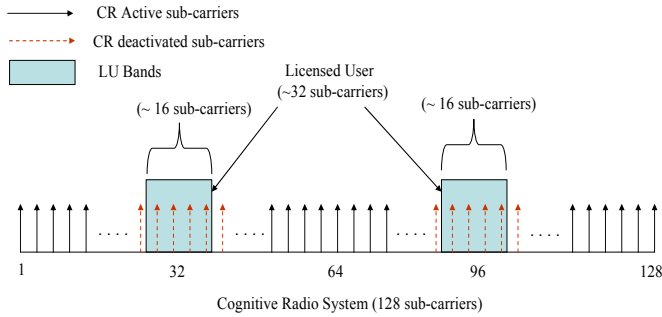 CR Active sub-carriers
CR deactivated sub-carriers
LU Bands
Licensed User
(~32 sub-carriers)
(~ 16 sub-carriers)
(~ 16 sub-carriers)
1 32 64 96 128
Cognitive Radio System (128 sub-carriers)